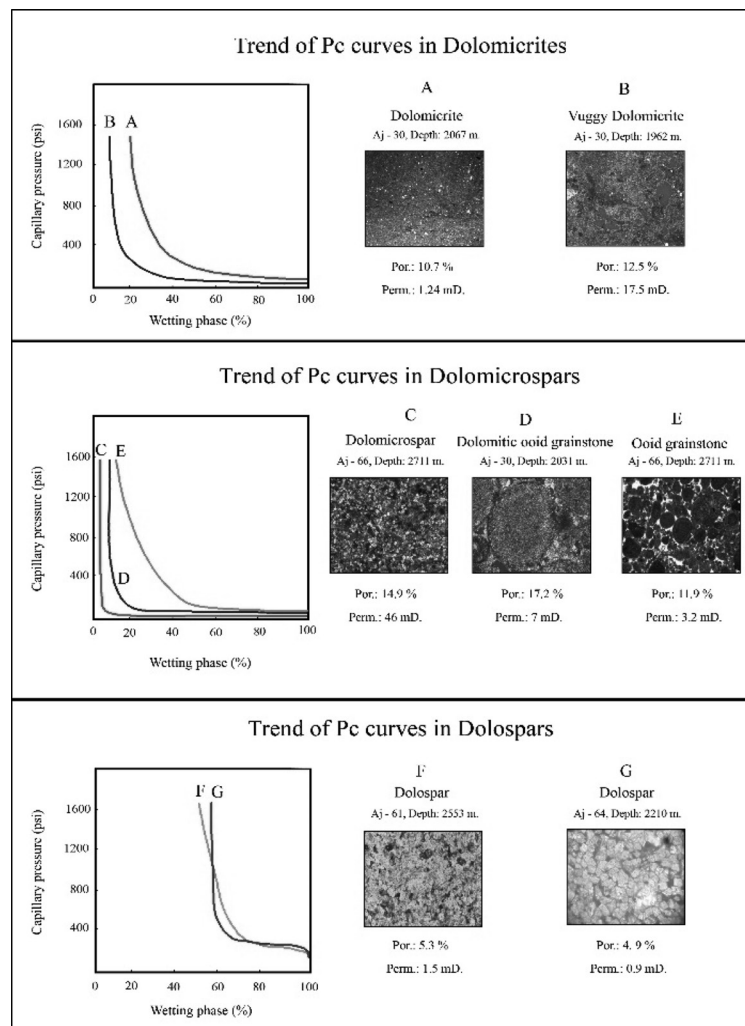 Trend of Pc curves in Dolomicrites
Capillary pressure (psi)
1600
1200
800
400
B A
0 20 40 60 80 100
Wetting phase (%)
A
Dolomicrite
Aj - 30, Depth: 2067 m.
Por.: 10.7 %
Perm.: 1.24 mD.
B
Vuggy Dolomicrite
Aj - 30, Depth: 1962 m.
Por.: 12.5 %
Perm.: 17.5 mD.
Trend of Pc curves in Dolomicrospars
Capillary pressure (psi)
1600
1200
800
400
C E
D
0 20 40 60 80 100
Wetting phase (%)
C
Dolomicrospar
Aj - 66, Depth: 2711 m.
Por.: 14,9 %
Perm.: 46 mD.
D
Dolomitic ooid grainstone
Aj - 30, Depth: 2031 m.
Por.: 17,2 %
Perm.: 7 mD.
E
Ooid grainstone
Aj - 66, Depth: 2711 m.
Por.: 11,9 %
Perm.: 3.2 mD.
Trend of Pc curves in Dolospars
Capillary pressure (psi)
1600
1200
800
400
F G
0 20 40 60 80 100
Wetting phase (%)
F
Dolospar
Aj - 61, Depth: 2553 m.
Por.: 5.3 %
Perm.: 1.5 mD.
G
Dolospar
Aj - 64, Depth: 2210 m.
Por.: 4. 9 %
Perm.: 0.9 mD.